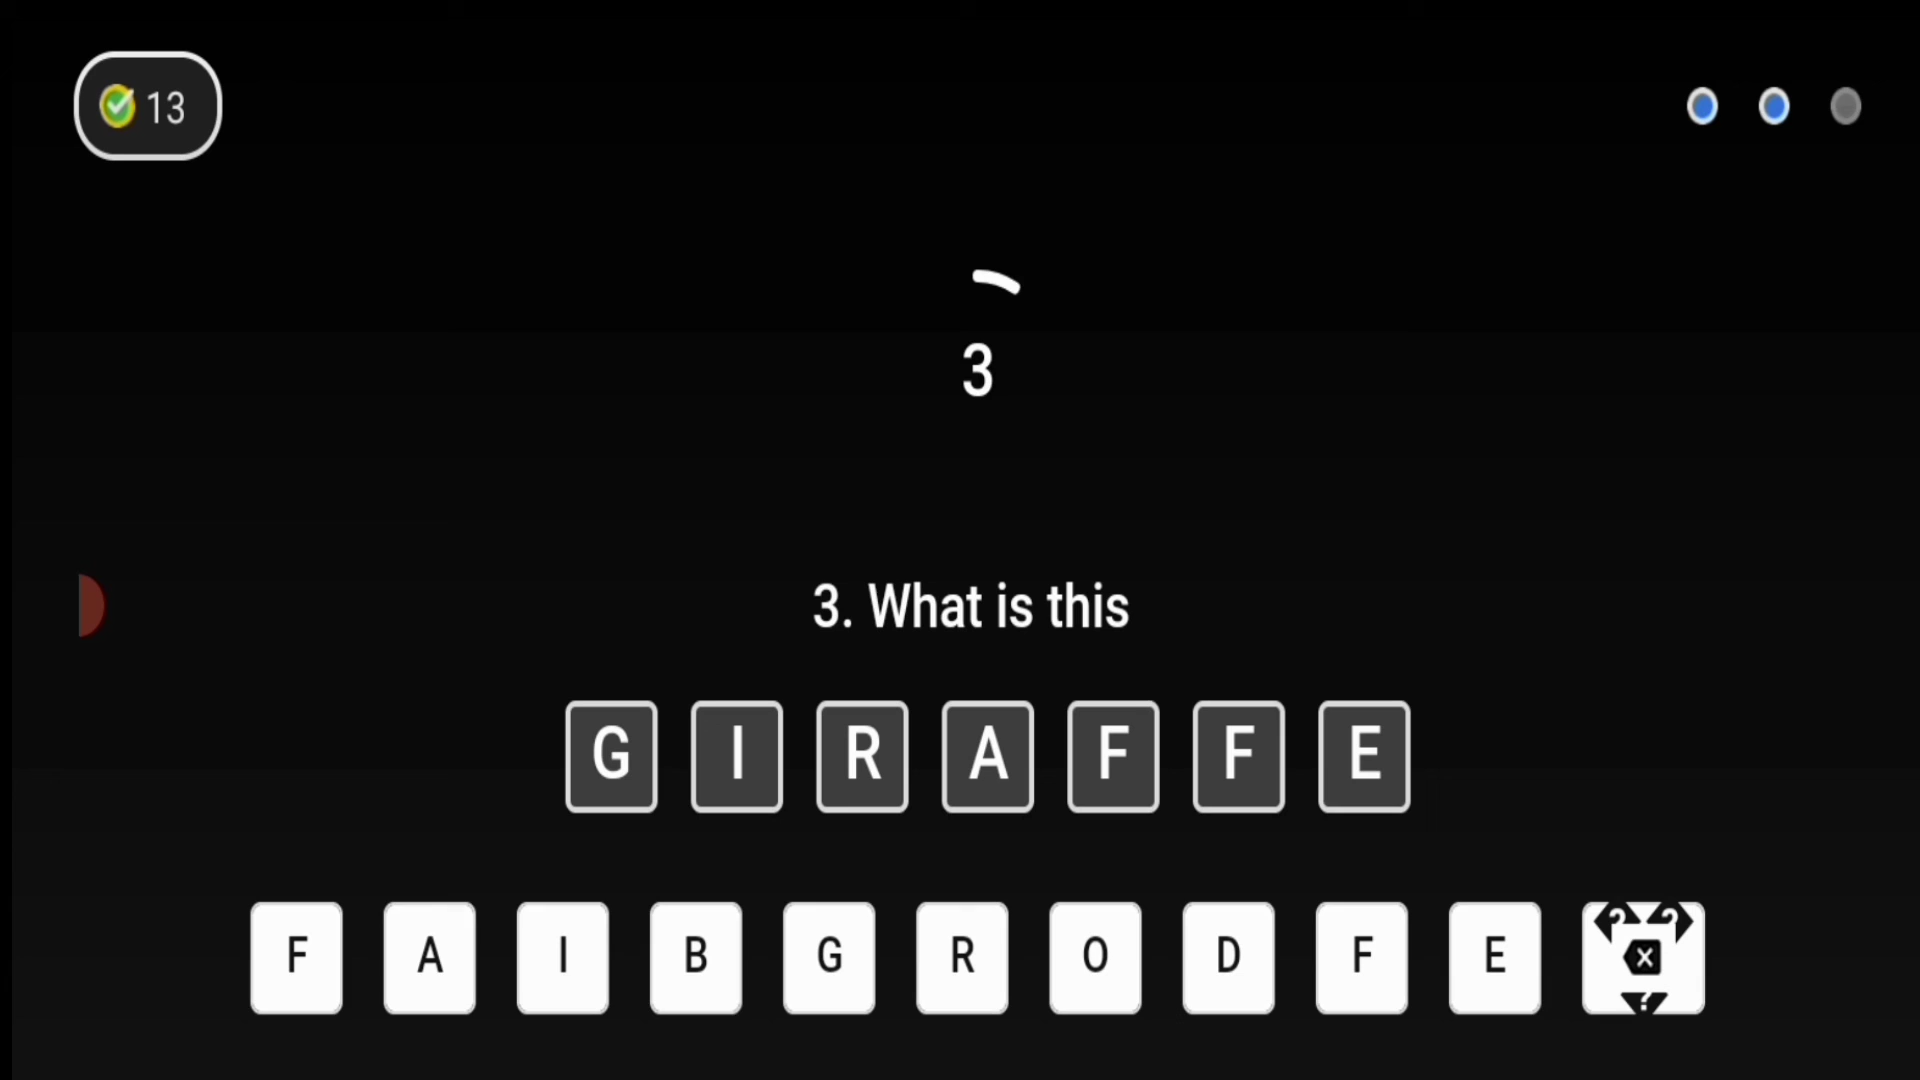 13
3
3. What is this
G I R A F F E
F A I B G R O D F E